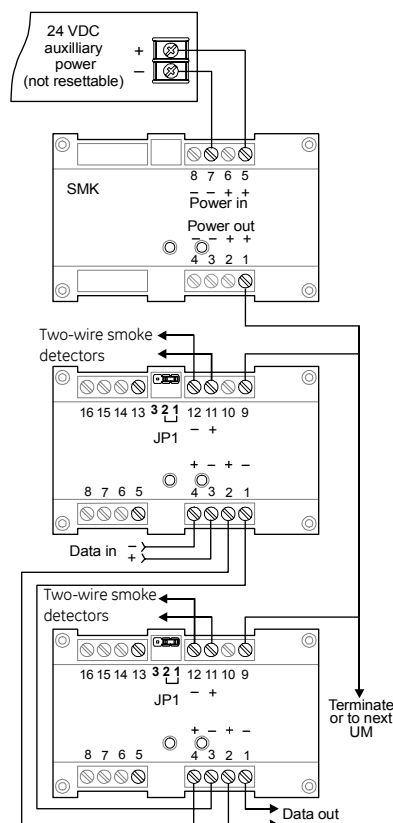 24 VDC
auxilliary
power
(not resettable)
+
−
8 7 6 5
− − + +
SMK
Power in
Power out
− − + +
4 3 2 1
Two-wire smoke
detectors
16 15 14 13 3 2 1 12 11 10 9
JP1
− +
+ − + −
8 7 6 5 4 3 2 1
Data in
−
+
Two-wire smoke
detectors
16 15 14 13 3 2 1 12 11 10 9
JP1
− +
Terminate
or to next
UM
+ − + −
8 7 6 5 4 3 2 1
Data out